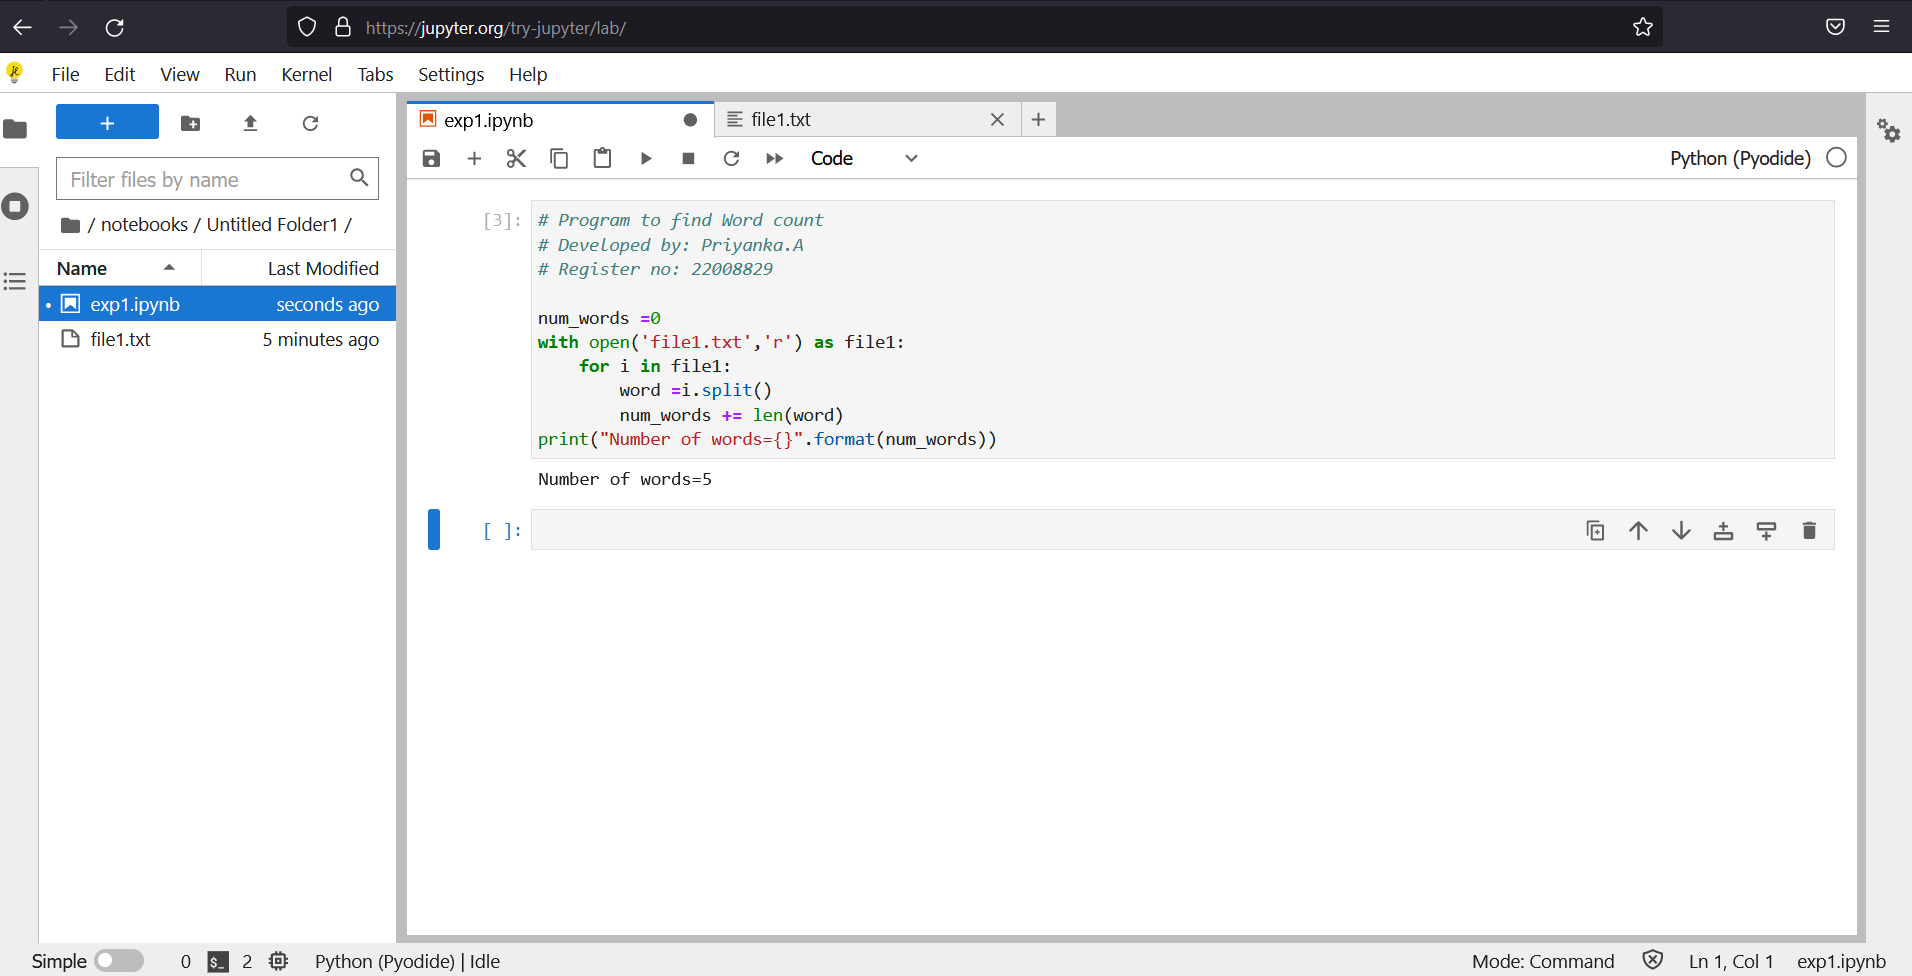 https://jupyter.org/try-jupyter/lab/
File Edit View Run Kernel Tabs Settings Help
+
Filter files by name
/ notebooks / Untitled Folder1 /
Name Last Modified
exp1.ipynb seconds ago
file1.txt 5 minutes ago
exp1.ipynb file1.txt
Code Python (Pyodide)
[3]: # Program to find Word count
# Developed by: Priyanka.A
# Register no: 22008829
num_words =0
with open('file1.txt','r') as file1:
    for i in file1:
        word =i.split()
        num_words += len(word)
print("Number of words={}".format(num_words))
Number of words=5
[ ]:
Simple 0 $_ 2 Python (Pyodide) | Idle Mode: Command Ln 1, Col 1 exp1.ipynb